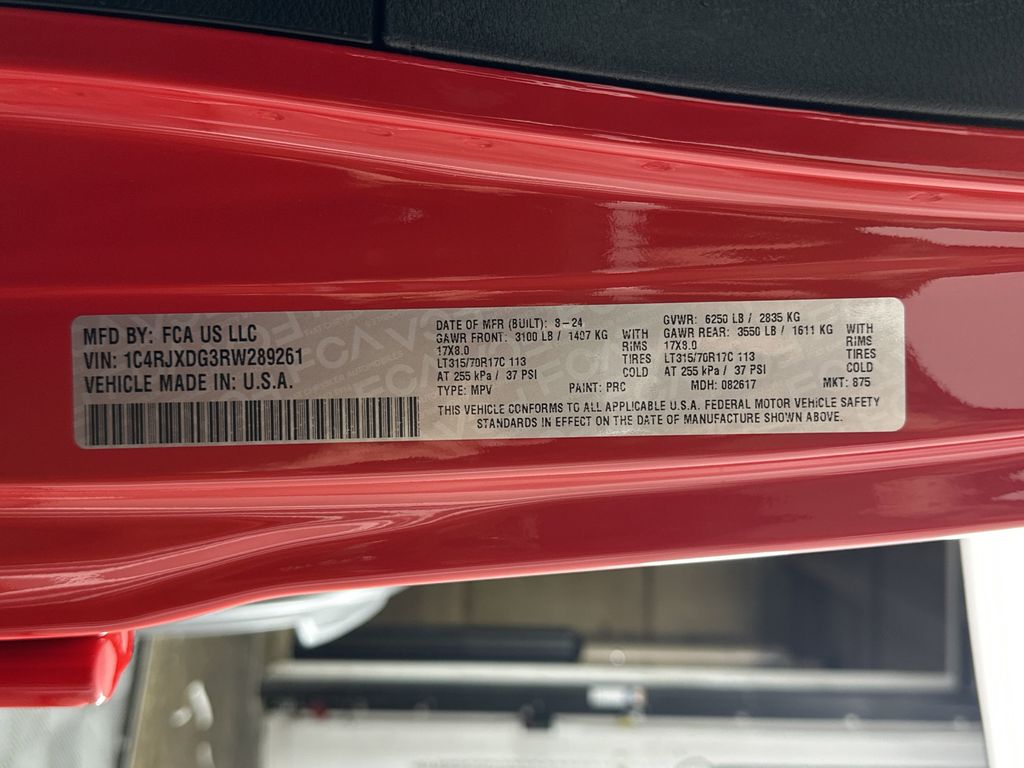 MFD BY: FCA US LLC
VIN: 1C4RJXDG3RW289261
VEHICLE MADE IN: U.S.A.
DATE OF MFR (BUILT): 8-24
GAWR FRONT: 3100 LB / 1407 KG WITH
17X8.0 RIMS
LT315/70R17C 113 TIRES
AT 255 kPa / 37 PSI COLD
TYPE: MPV PAINT: PRC
GVWR: 6250 LB / 2835 KG
GAWR REAR: 3550 LB / 1611 KG WITH
17X8.0 RIMS
LT315/70R17C 113 TIRES
AT 255 kPa / 37 PSI COLD
MDH: 082617 MKT: 875
THIS VEHICLE CONFORMS TO ALL APPLICABLE U.S.A. FEDERAL MOTOR VEHICLE SAFETY
STANDARDS IN EFFECT ON THE DATE OF MANUFACTURE SHOWN ABOVE.